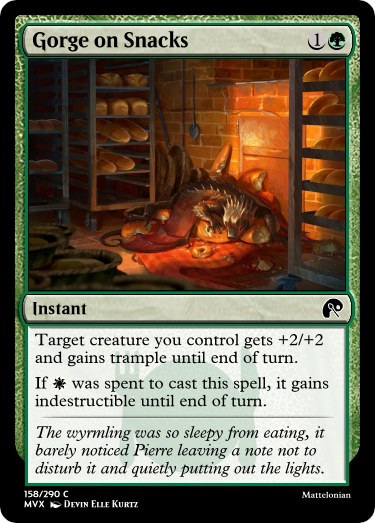 Gorge on Snacks 1
Instant
Target creature you control gets +2/+2
and gains trample until end of turn.
If was spent to cast this spell, it gains
indestructible until end of turn.
The wyrmling was so sleepy from eating, it
barely noticed Pierre leaving a note not to
disturb it and quietly putting out the lights.
158/290 C
MVX Devin Elle Kurtz
Mattelonian